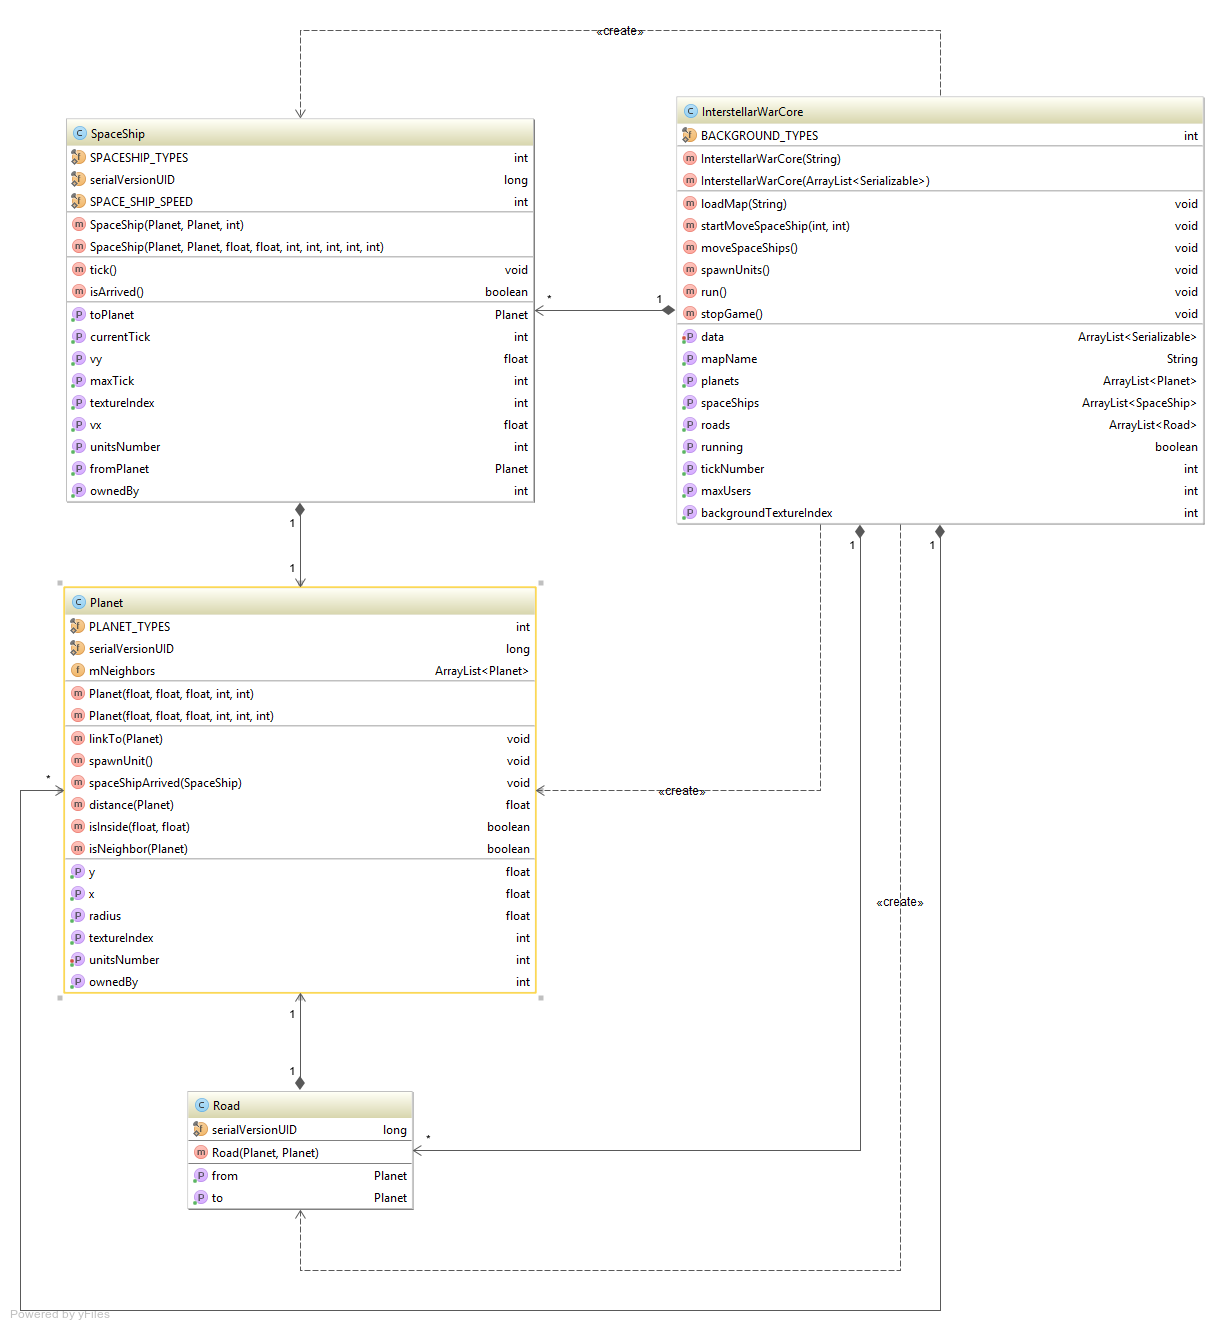 «create»
C SpaceShip
f SPACESHIP_TYPES int
f serialVersionUID long
f SPACE_SHIP_SPEED int
m SpaceShip(Planet, Planet, int)
m SpaceShip(Planet, Planet, float, float, int, int, int, int, int)
m tick() void
m isArrived() boolean
P toPlanet Planet
P currentTick int
P vy float
P maxTick int
P textureIndex int
P vx float
P unitsNumber int
P fromPlanet Planet
P ownedBy int
C InterstellarWarCore
f BACKGROUND_TYPES int
m InterstellarWarCore(String)
m InterstellarWarCore(ArrayList<Serializable>)
m loadMap(String) void
m startMoveSpaceShip(int, int) void
m moveSpaceShips() void
m spawnUnits() void
m run() void
m stopGame() void
P data ArrayList<Serializable>
P mapName String
P planets ArrayList<Planet>
P spaceShips ArrayList<SpaceShip>
P roads ArrayList<Road>
P running boolean
P tickNumber int
P maxUsers int
P backgroundTextureIndex int
* 1
1
1
1 1
C Planet
f PLANET_TYPES int
f serialVersionUID long
f mNeighbors ArrayList<Planet>
m Planet(float, float, float, int, int)
m Planet(float, float, float, int, int, int)
m linkTo(Planet) void
m spawnUnit() void
m spaceShipArrived(SpaceShip) void
m distance(Planet) float
m isInside(float, float) boolean
m isNeighbor(Planet) boolean
P y float
P x float
P radius float
P textureIndex int
P unitsNumber int
P ownedBy int
*
«create»
«create»
1
1
C Road
f serialVersionUID long
m Road(Planet, Planet)
P from Planet
P to Planet
*
Powered by yFiles